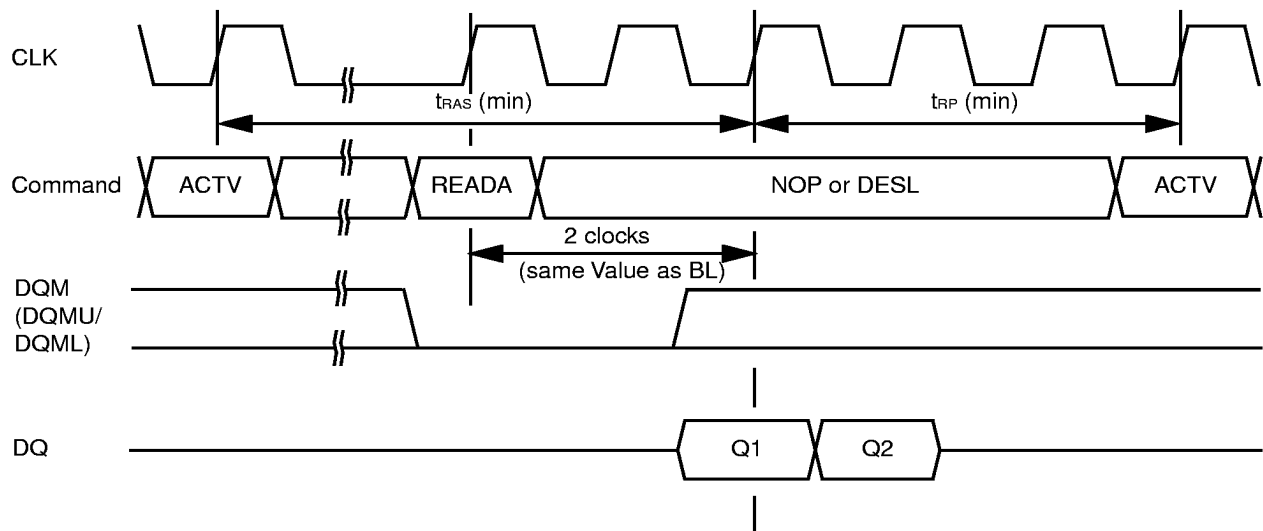 CLK
tRAS (min)
tRP (min)
Command
ACTV
READA
NOP or DESL
ACTV
2 clocks
(same Value as BL)
DQM
(DQMU/
DQML)
DQ
Q1
Q2